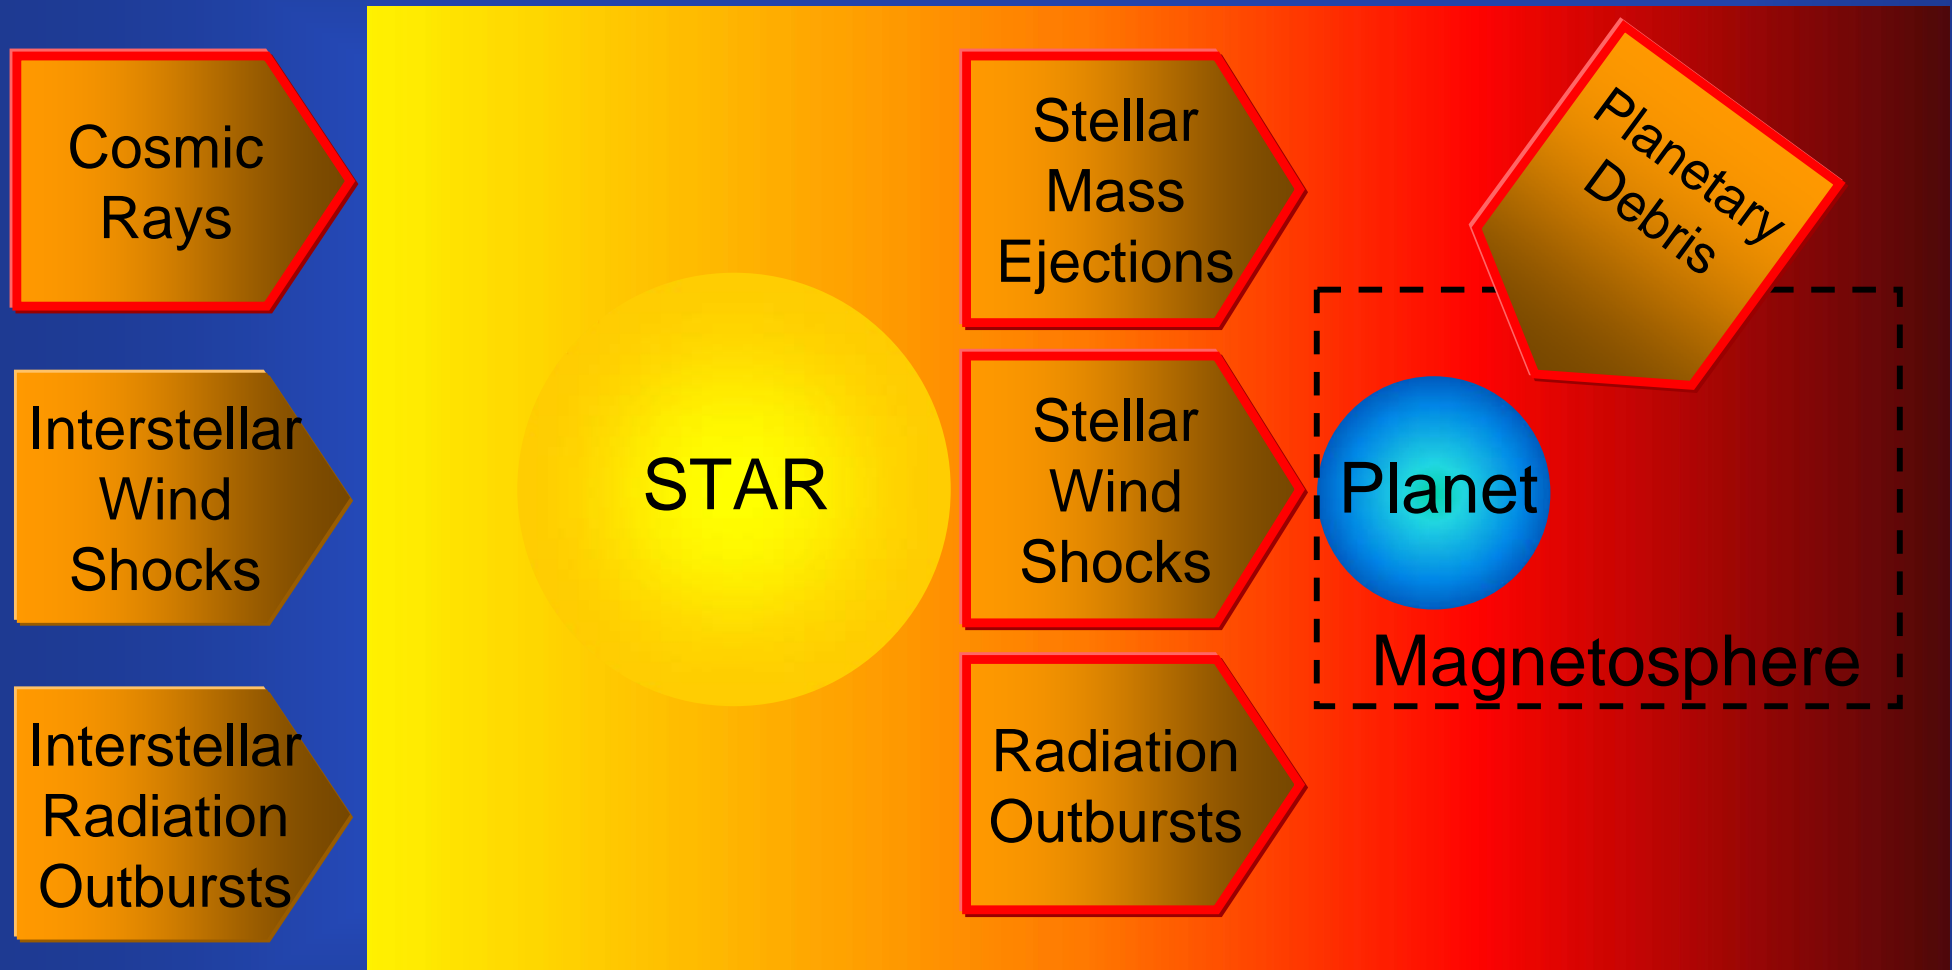 Cosmic
Rays
Interstellar
Wind
Shocks
Interstellar
Radiation
Outbursts
STAR
Stellar
Mass
Ejections
Stellar
Wind
Shocks
Radiation
Outbursts
Planetary
Debris
Planet
Magnetosphere